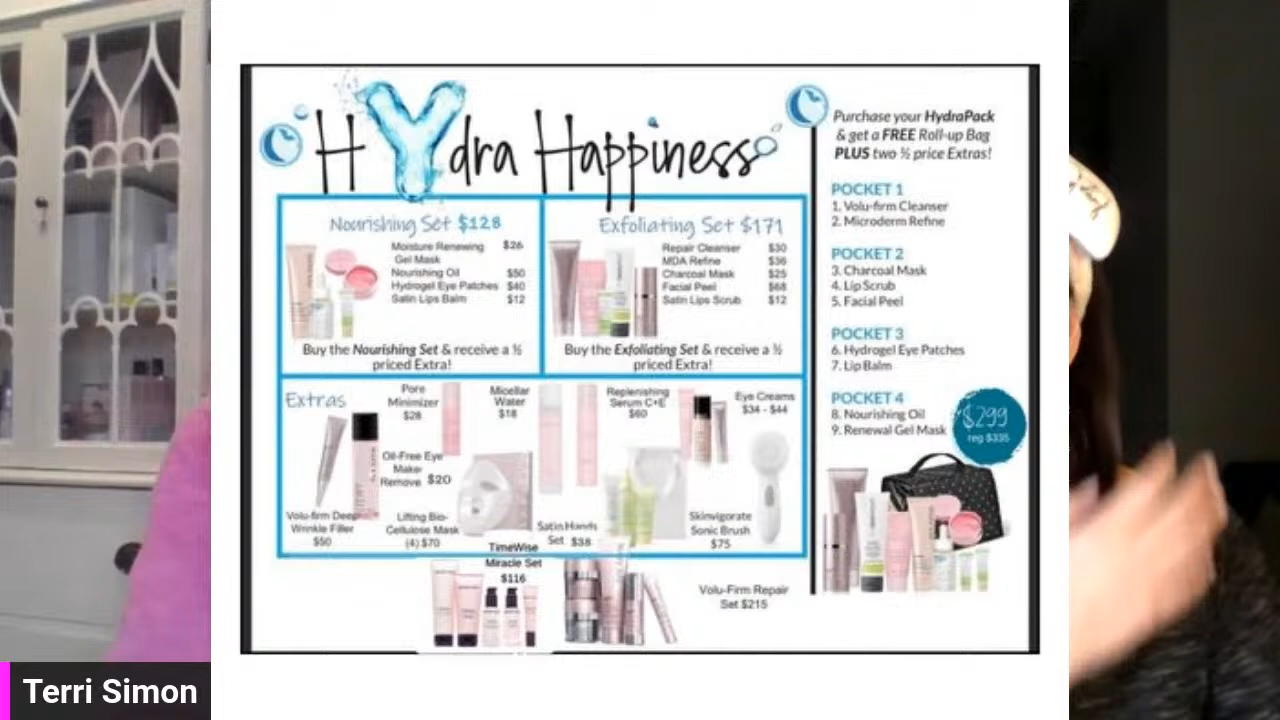 HYdra Happiness
Nourishing Set $128
Moisture Renewing $26
Gel Mask
Nourishing Oil $50
Hydrogel Eye Patches $40
Satin Lips Balm $12
Buy the Nourishing Set & receive a ½
priced Extra!
Exfoliating Set $171
Repair Cleanser $30
MDA Refine $36
Charcoal Mask $25
Facial Peel $68
Satin Lips Scrub $12
Buy the Exfoliating Set & receive a ½
priced Extra!
Extras
Pore
Minimizer
$28
Micellar
Water
$18
Replenishing
Serum C+E
$60
Eye Creams
$34 - $44
Oil-Free Eye
Make-
Remove $20
Volu-firm Deep
Wrinkle Filler
$50
Lifting Bio-
Cellulose Mask
(4) $70
Satin Hands
Set $38
Skinvigorate
Sonic Brush
$75
TimeWise
Miracle Set
$116
Volu-Firm Repair
Set $215
Purchase your HydraPack
& get a FREE Roll-up Bag
PLUS two ½ price Extras!
POCKET 1
1. Volu-firm Cleanser
2. Microderm Refine
POCKET 2
3. Charcoal Mask
4. Lip Scrub
5. Facial Peel
POCKET 3
6. Hydrogel Eye Patches
7. Lip Balm
POCKET 4
8. Nourishing Oil
9. Renewal Gel Mask
$299
reg $335
Terri Simon